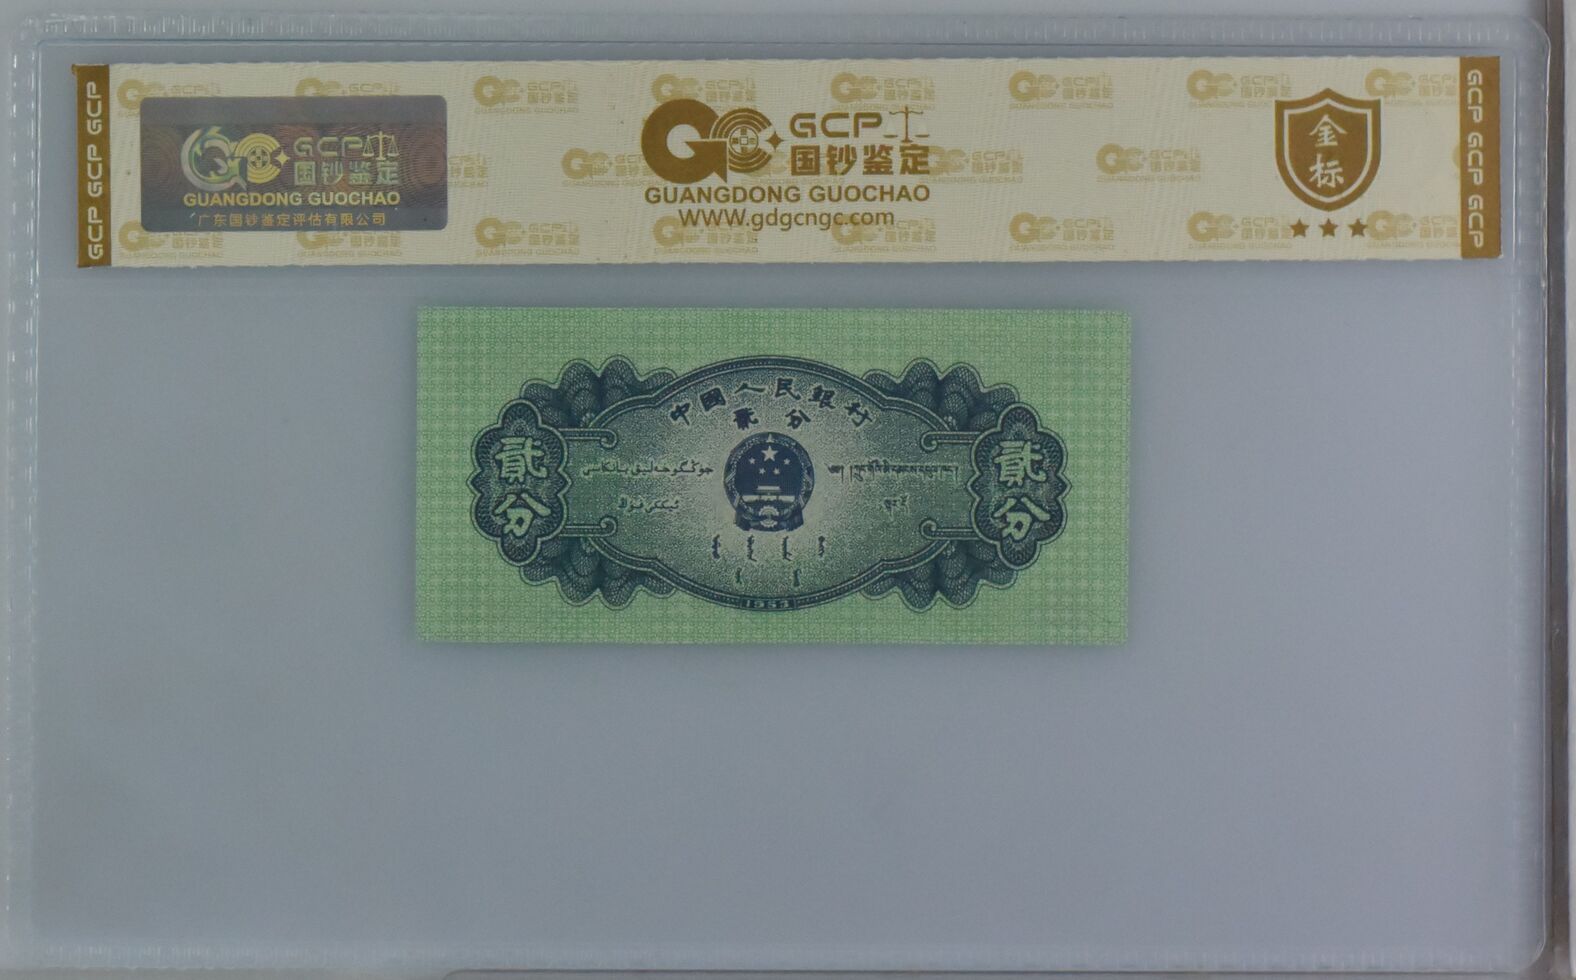 GCP GCP GCP
GCP国钞鉴定
GUANGDONG GUOCHAO
广东国钞鉴定评估有限公司
GCP
国钞鉴定
GUANGDONG GUOCHAO
WWW.gdgcngc.com
金标
GCP GCP GCP
中國人民銀行
貳分
貳分
貳分
1953